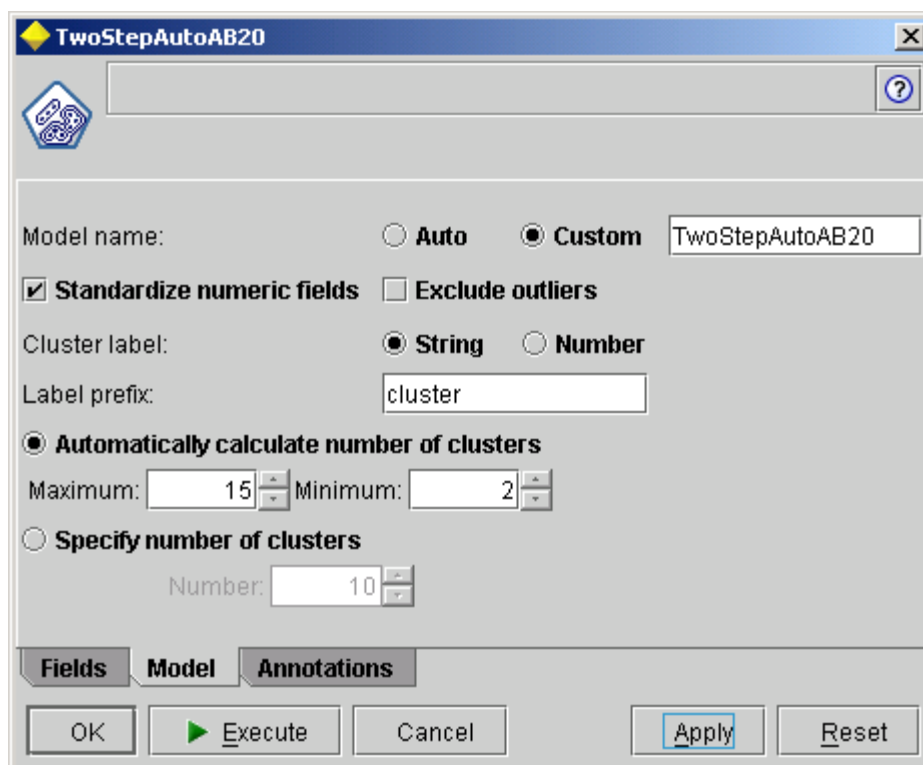 TwoStepAutoAB20
Model name: Auto Custom TwoStepAutoAB20
Standardize numeric fields Exclude outliers
Cluster label: String Number
Label prefix: cluster
Automatically calculate number of clusters
Maximum: 15 Minimum: 2
Specify number of clusters
Number: 10
Fields Model Annotations
OK Execute Cancel Apply Reset